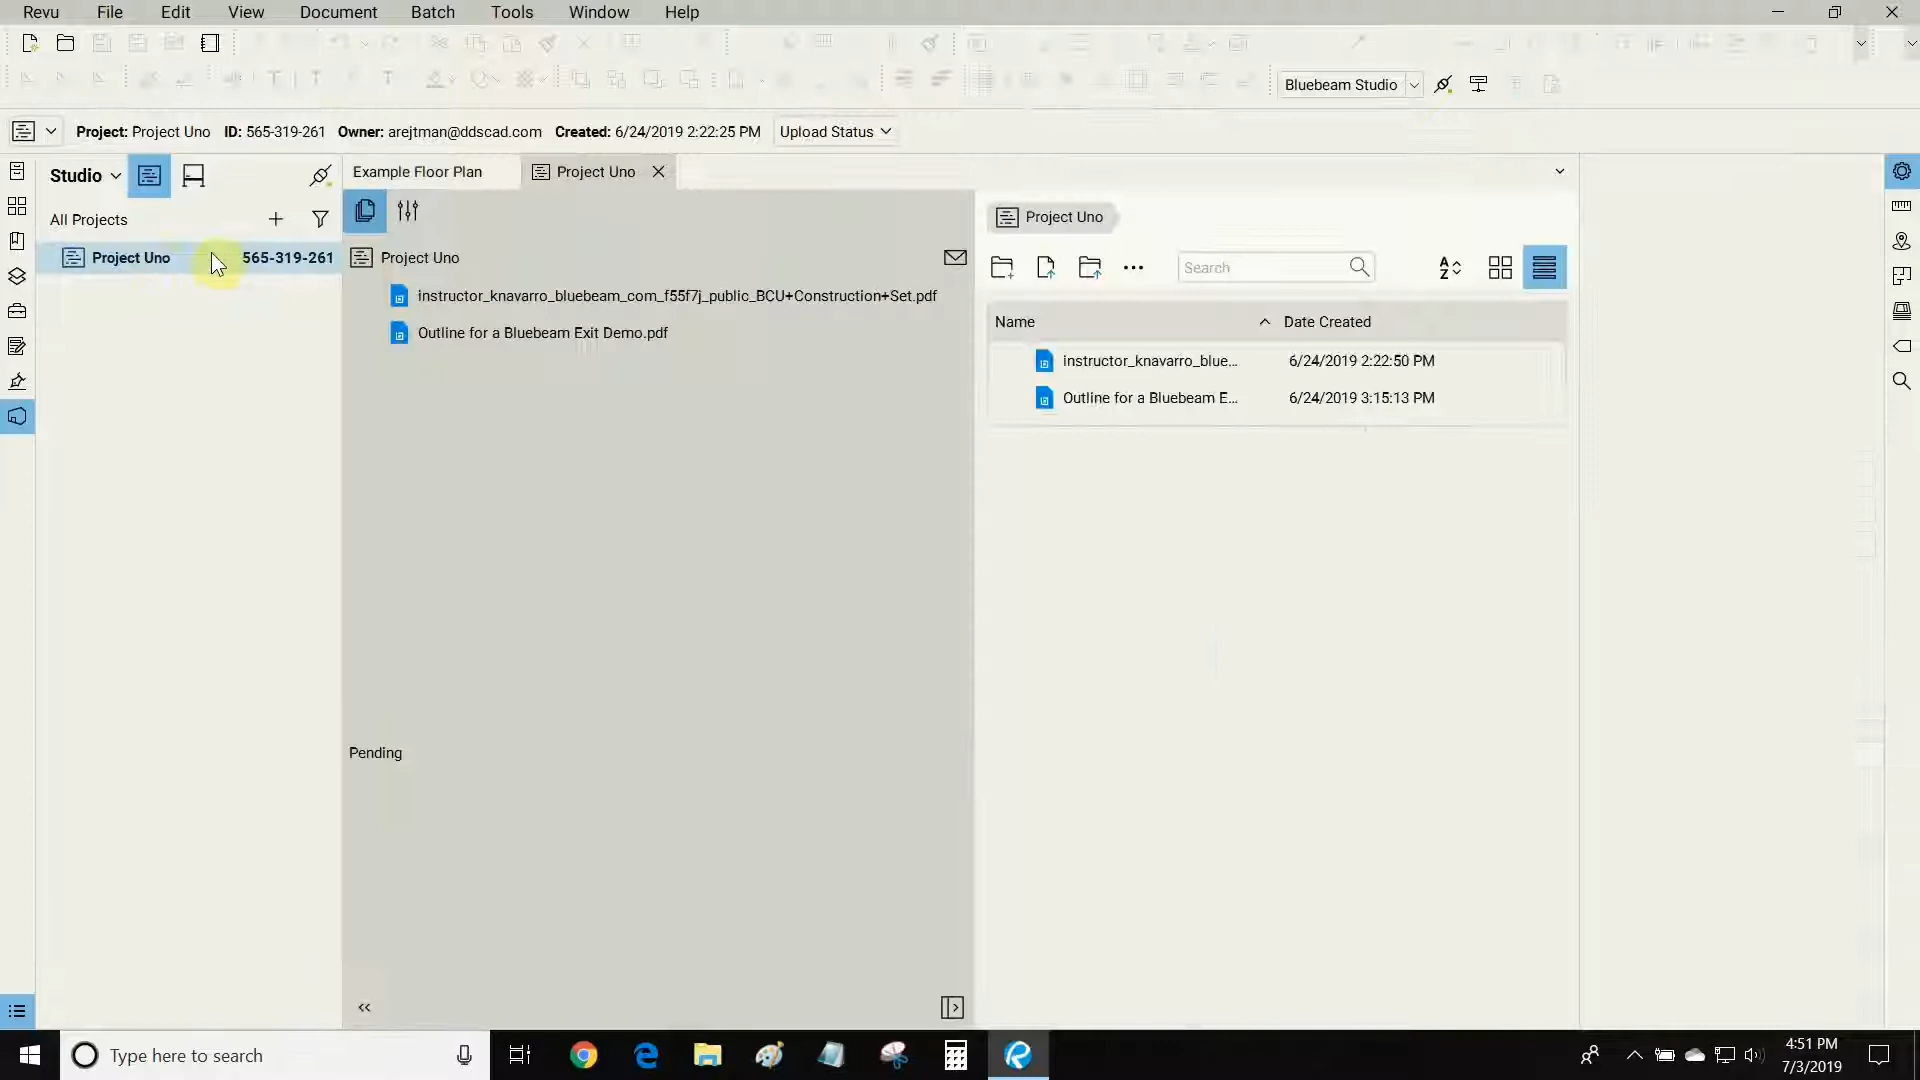 Revu File Edit View Document Batch Tools Window Help
Bluebeam Studio
Project: Project Uno ID: 565-319-261 Owner: arejtman@ddscad.com Created: 6/24/2019 2:22:25 PM Upload Status
Studio
Example Floor Plan
Project Uno
All Projects
Project Uno 565-319-261
Project Uno
instructor_knavarro_bluebeam_com_f55f7j_public_BCU+Construction+Set.pdf
Outline for a Bluebeam Exit Demo.pdf
Pending
Project Uno
Search
Name Date Created
instructor_knavarro_blue... 6/24/2019 2:22:50 PM
Outline for a Bluebeam E... 6/24/2019 3:15:13 PM
Type here to search
4:51 PM
7/3/2019